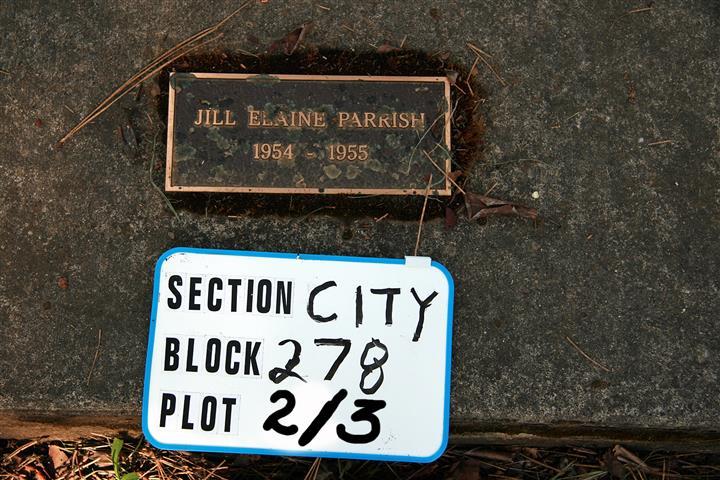 JILL ELAINE PARRISH
1954 - 1955
SECTION CITY
BLOCK 278
PLOT 2/3